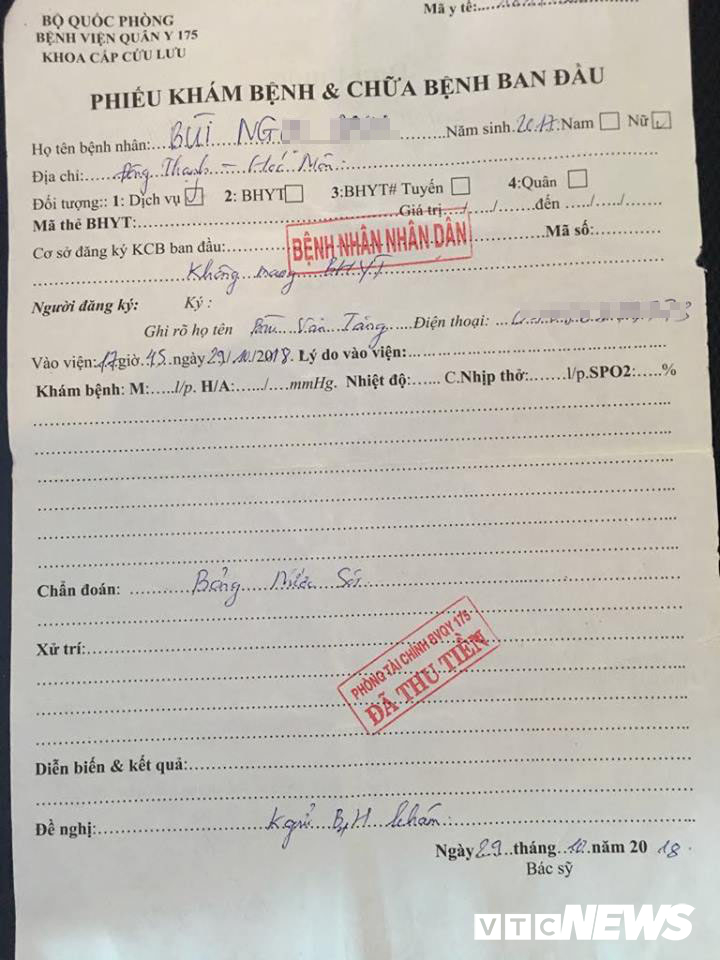 BỘ QUỐC PHÒNG
BỆNH VIỆN QUÂN Y 175
KHOA CẤP CỨU LƯU
Mã y tế:
PHIẾU KHÁM BỆNH & CHỮA BỆNH BAN ĐẦU
Họ tên bệnh nhân: BÙI Năm sinh 2017 Nam Nữ
Địa chỉ: Đông Thạnh - Hóc Môn
Đối tượng:: 1: Dịch vụ 2: BHYT 3:BHYT# Tuyến 4:Quân
Mã thẻ BHYT: Giá trị...../....../......đến ...../...../.....
Cơ sở đăng ký KCB ban đầu: Mã số:
BỆNH NHÂN NHÂN DÂN
Không mang BHYT
Người đăng ký: Ký :
Ghi rõ họ tên Văn Tảng Điện thoại:
Vào viện: 17 giờ 45 ngày 29/10/2018. Lý do vào viện:
Khám bệnh: M:.....l/p. H/A:....../....mmHg. Nhiệt độ:...... C.Nhịp thở:.......l/p.SPO2:.....%
Chẩn đoán: Bỏng nước sôi
Xử trí:
PHÒNG TÀI CHÍNH BVQY 175
ĐÃ THU TIỀN
Diễn biến & kết quả:
Đề nghị: khám
Ngày 29 tháng 10 năm 20 18
Bác sỹ
VTC NEWS